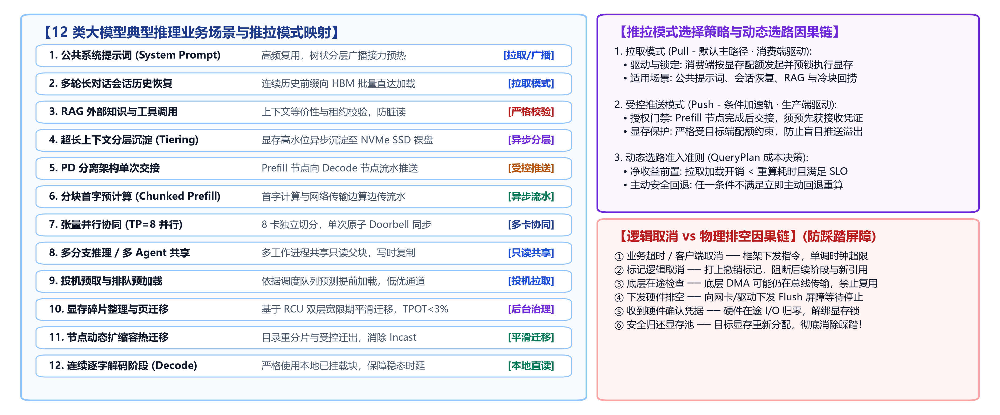 【12 类大模型典型推理业务场景与推拉模式映射】
1. 公共系统提示词 (System Prompt) 高频复用，树状分层广播接力预热 [拉取/广播]
2. 多轮长对话会话历史恢复 连续历史前缀向 HBM 批量直达加载 [拉取模式]
3. RAG 外部知识与工具调用 上下文等价性与租约校验，防脏读 [严格校验]
4. 超长上下文分层沉淀 (Tiering) 显存高水位异步沉淀至 NVMe SSD 裸盘 [异步分层]
5. PD 分离架构单次交接 Prefill 节点向 Decode 节点流水推送 [受控推送]
6. 分块首字预计算 (Chunked Prefill) 首字计算与网络传输边算边传流水 [异步流水]
7. 张量并行协同 (TP=8 并行) 8 卡独立切分，单次原子 Doorbell 同步 [多卡协同]
8. 多分支推理 / 多 Agent 共享 多工作进程共享只读父块，写时复制 [只读共享]
9. 投机预取与排队预加载 依据调度队列预测提前加载，低优通道 [投机拉取]
10. 显存碎片整理与页迁移 基于 RCU 双层宽限期平滑迁移，TPOT<3% [后台治理]
11. 节点动态扩缩容热迁移 目录重分片与受控迁出，消除 Incast [平滑迁移]
12. 连续逐字解码阶段 (Decode) 严格使用本地已挂载块，保障稳态时延 [本地直读]
【推拉模式选择策略与动态选路因果链】
1. 拉取模式 (Pull - 默认主路径 · 消费端驱动):
• 驱动与锁定: 消费端按显存配额发起并预锁执行显存
• 适用场景: 公共提示词、会话恢复、RAG 与冷块回捞
2. 受控推送模式 (Push - 条件加速轨 · 生产端驱动):
• 授权门禁: Prefill 节点完成后交接，须预先获接收凭证
• 显存保护: 严格受目标端配额约束，防止盲目推送溢出
3. 动态选路准入准则 (QueryPlan 成本决策):
• 净收益前置: 拉取加载开销 < 重算耗时且满足 SLO
• 主动安全回退: 任一条件不满足立即主动回退重算
【逻辑取消 vs 物理排空因果链】(防踩踏屏障)
① 业务超时 / 客户端取消 —— 框架下发指令，单调时钟超限
② 标记逻辑取消 —— 打上撤销标记，阻断后续阶段与新引用
③ 底层在途检查 —— 底层 DMA 可能仍在总线传输，禁止复用
④ 下发硬件排空 —— 向网卡/驱动下发 Flush 屏障等待停止
⑤ 收到硬件确认凭据 —— 硬件在途 I/O 归零，解绑显存锁
⑥ 安全归还显存池 —— 目标显存重新分配，彻底消除踩踏！